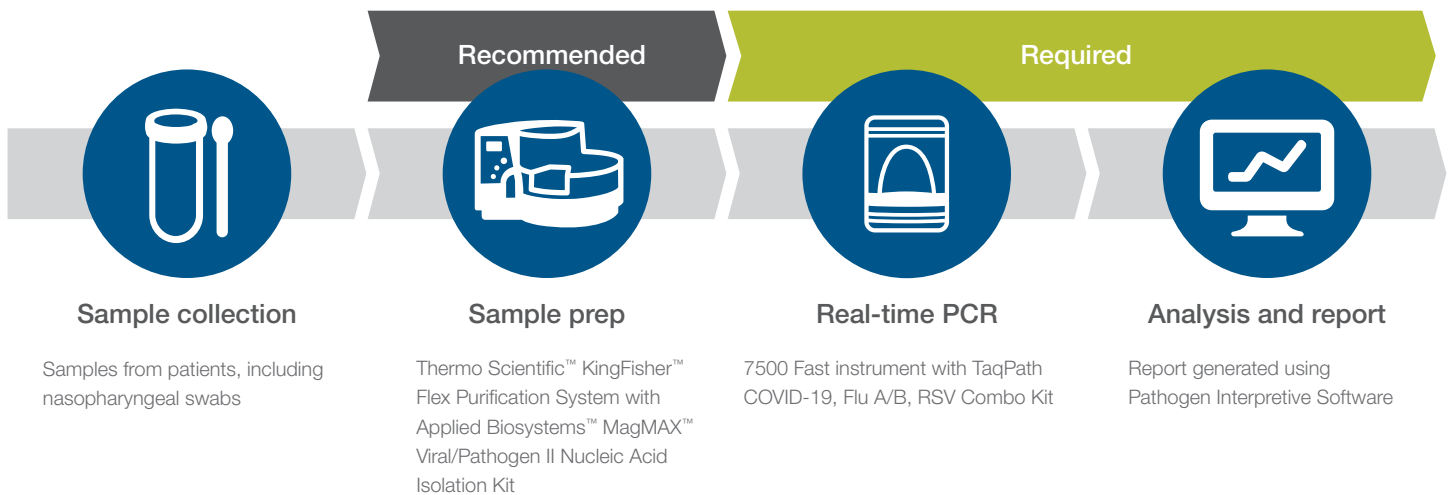 Recommended
Required
Sample collection
Samples from patients, including
nasopharyngeal swabs
Sample prep
Thermo Scientific™ KingFisher™
Flex Purification System with
Applied Biosystems™ MagMAX™
Viral/Pathogen II Nucleic Acid
Isolation Kit
Real-time PCR
7500 Fast instrument with TaqPath
COVID-19, Flu A/B, RSV Combo Kit
Analysis and report
Report generated using
Pathogen Interpretive Software